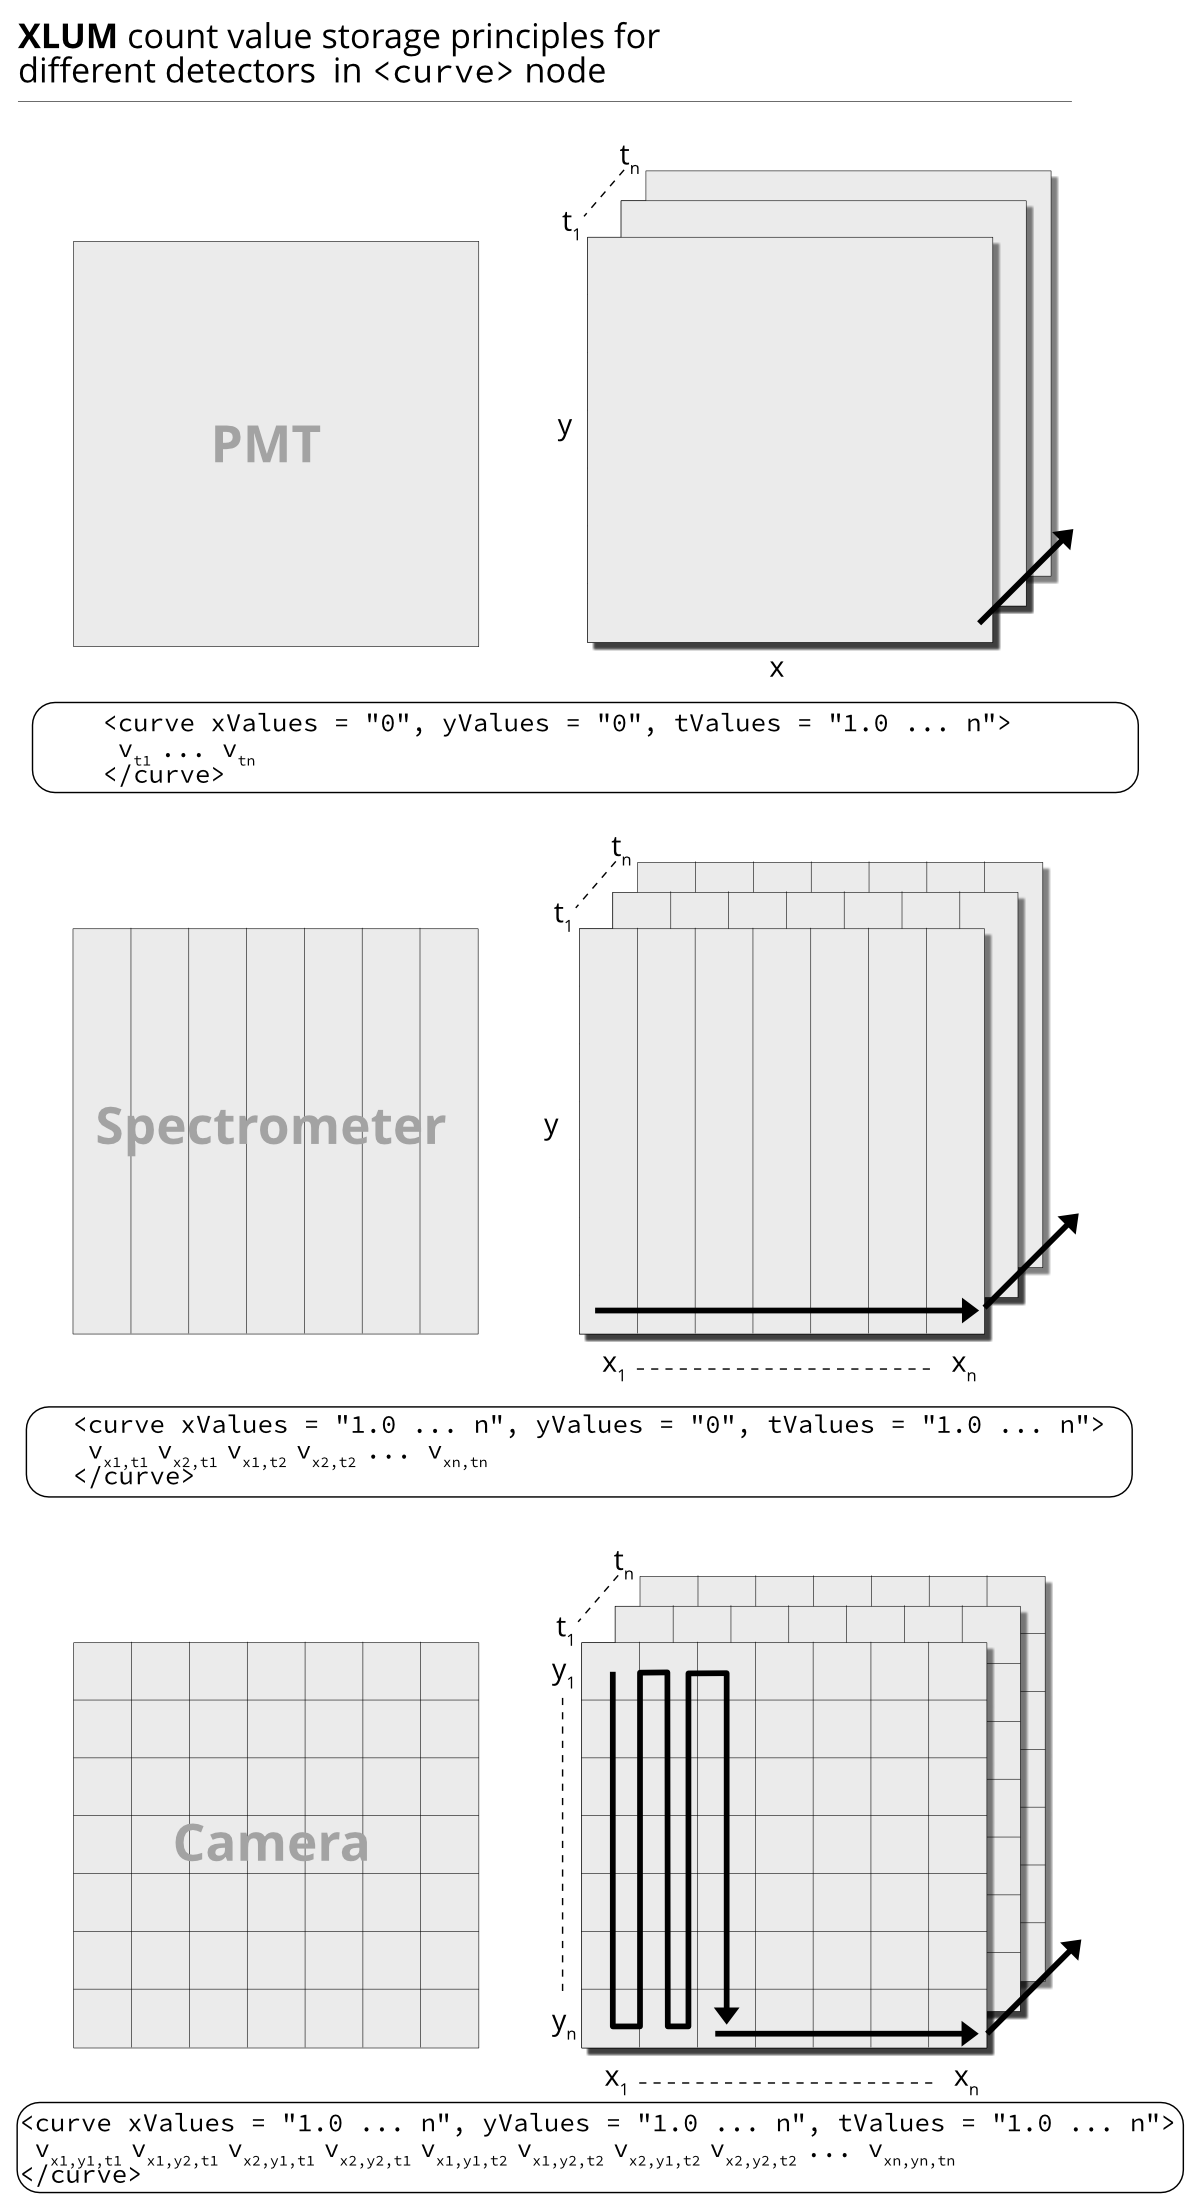 XLUM count value storage principles for
different detectors in <curve> node
tn
t1
PMT
y
x
<curve xValues = "0", yValues = "0", tValues = "1.0 ... n">
vt1 ... vtn
</curve>
tn
t1
Spectrometer
y
x1 xn
<curve xValues = "1.0 ... n", yValues = "0", tValues = "1.0 ... n">
vx1,t1 vx2,t1 vx1,t2 vx2,t2 ... vxn,tn
</curve>
tn
t1
y1
Camera
yn
x1 xn
<curve xValues = "1.0 ... n", yValues = "1.0 ... n", tValues = "1.0 ... n">
vx1,y1,t1 vx1,y2,t1 vx2,y1,t1 vx2,y2,t1 vx1,y1,t2 vx1,y2,t2 vx2,y1,t2 vx2,y2,t2 ... vxn,yn,tn
</curve>